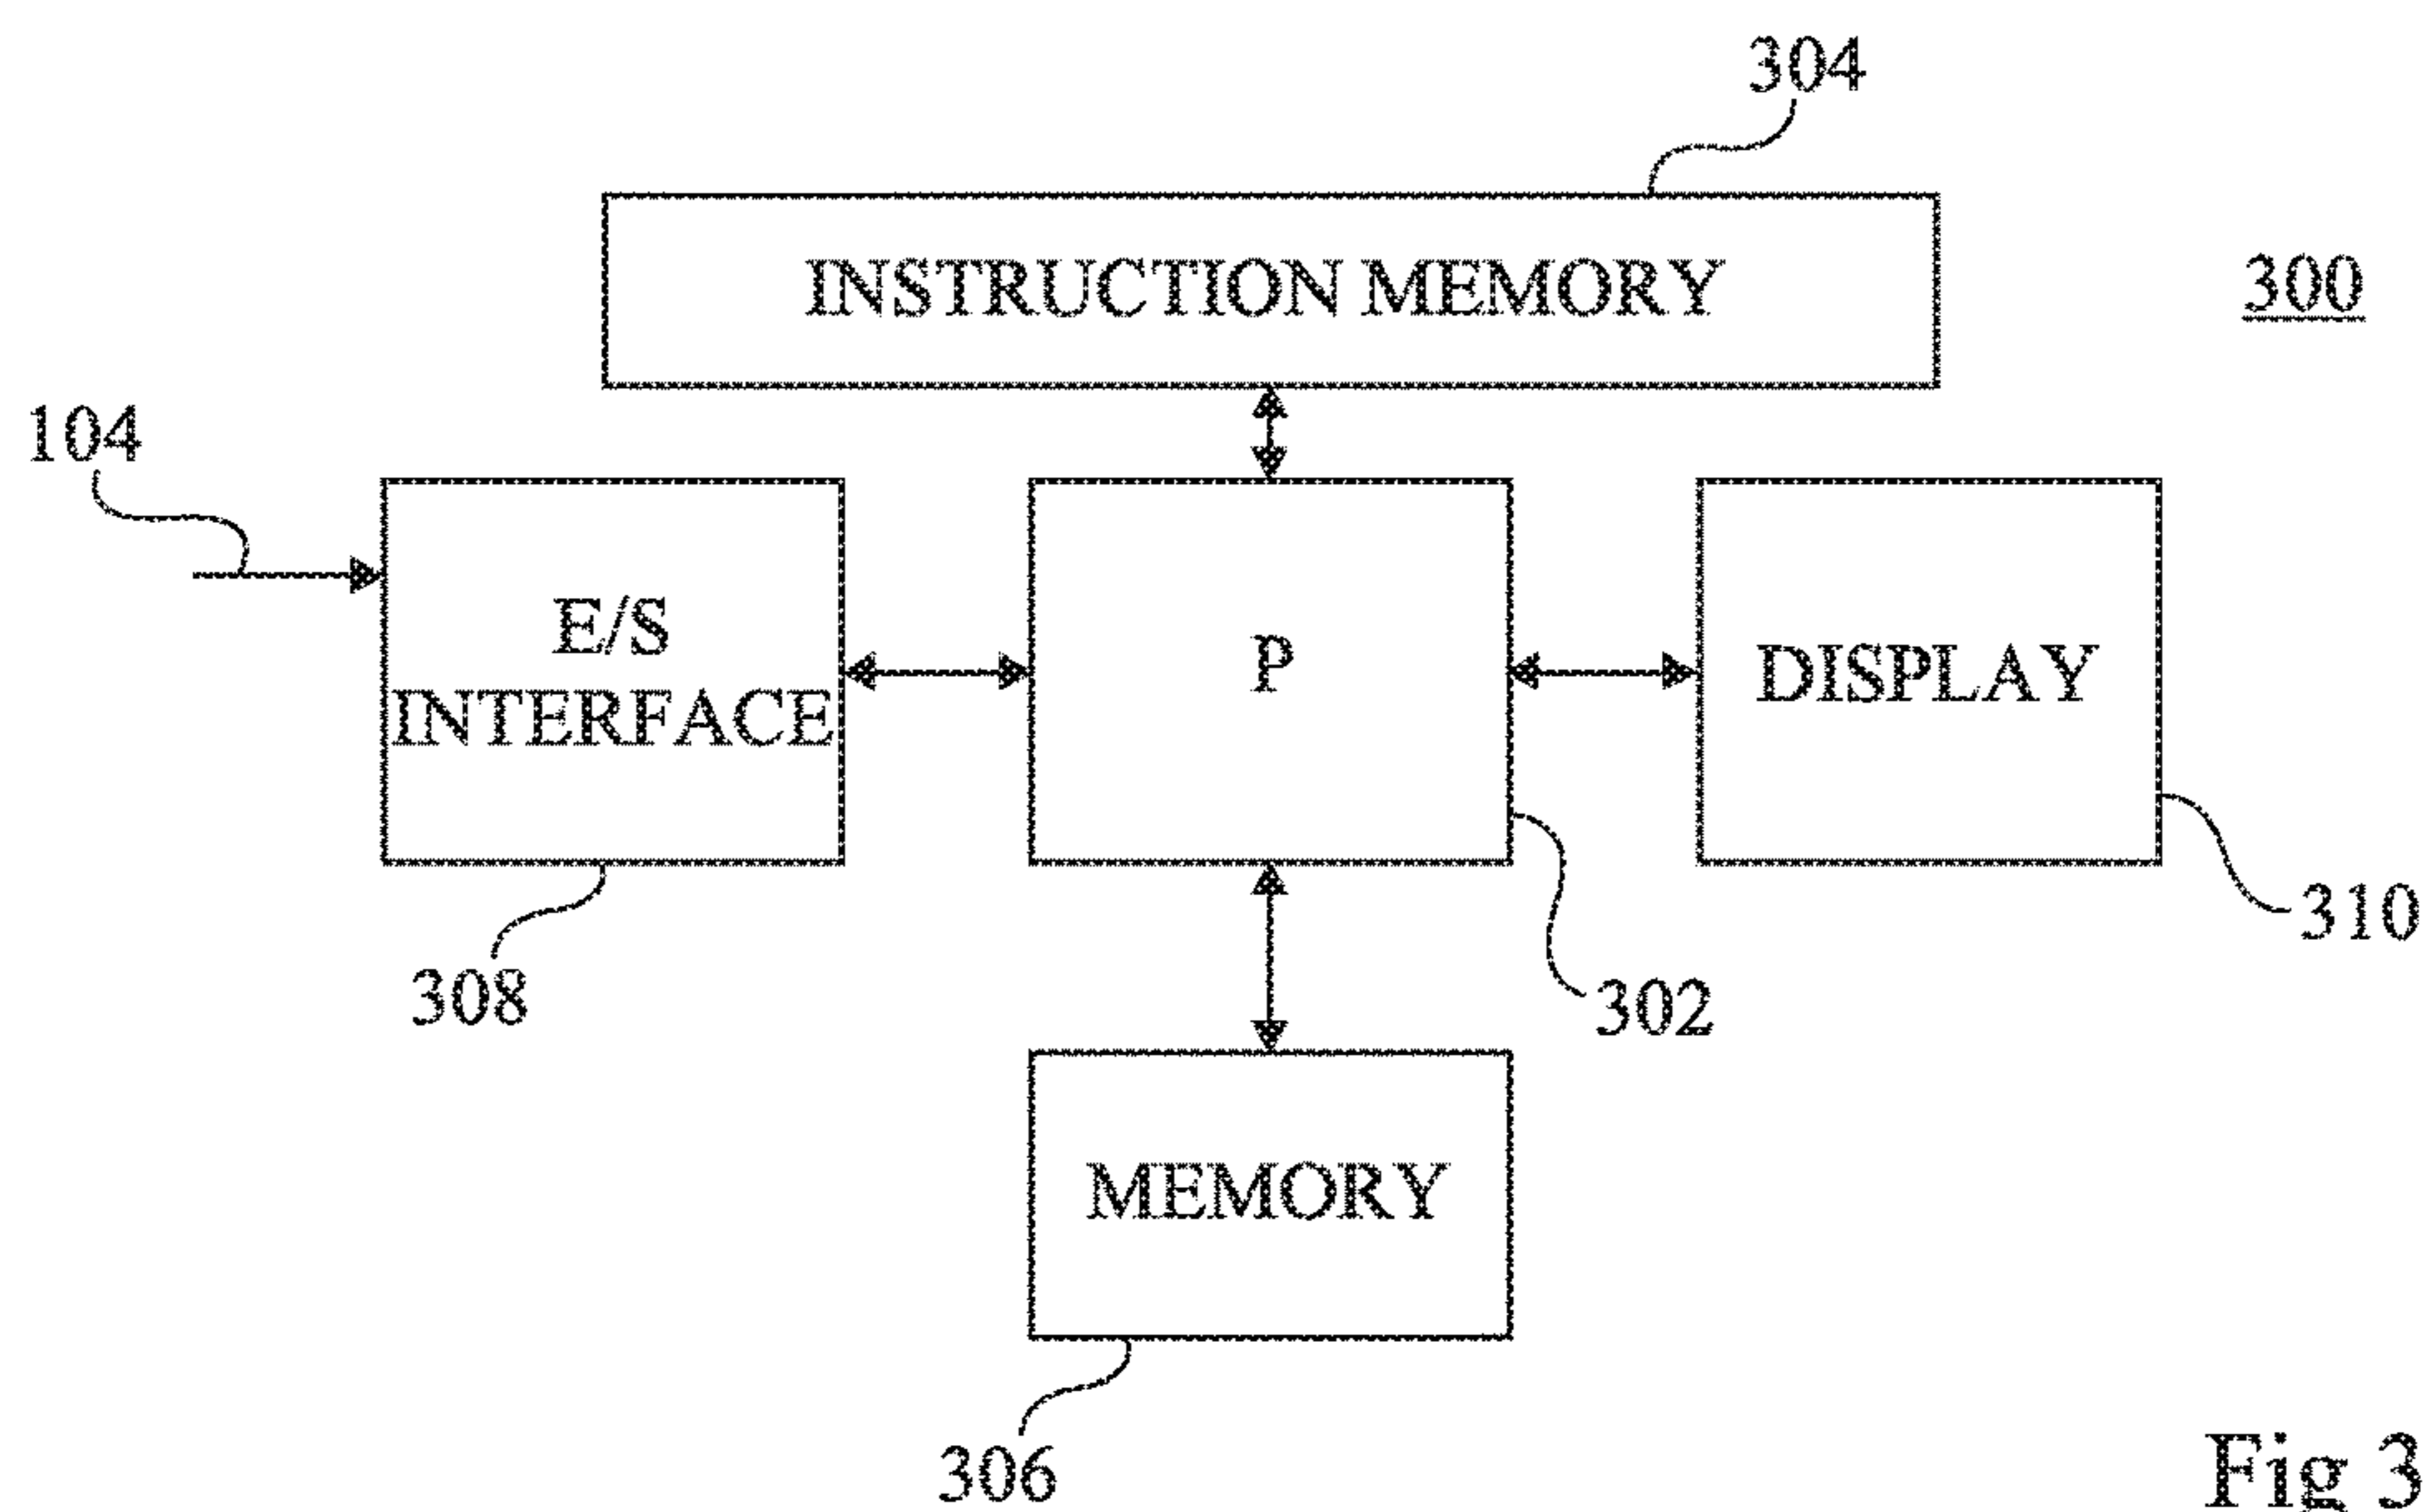 304
INSTRUCTION MEMORY
300
104
E/S
INTERFACE
P
DISPLAY
310
308
302
MEMORY
306
Fig 3